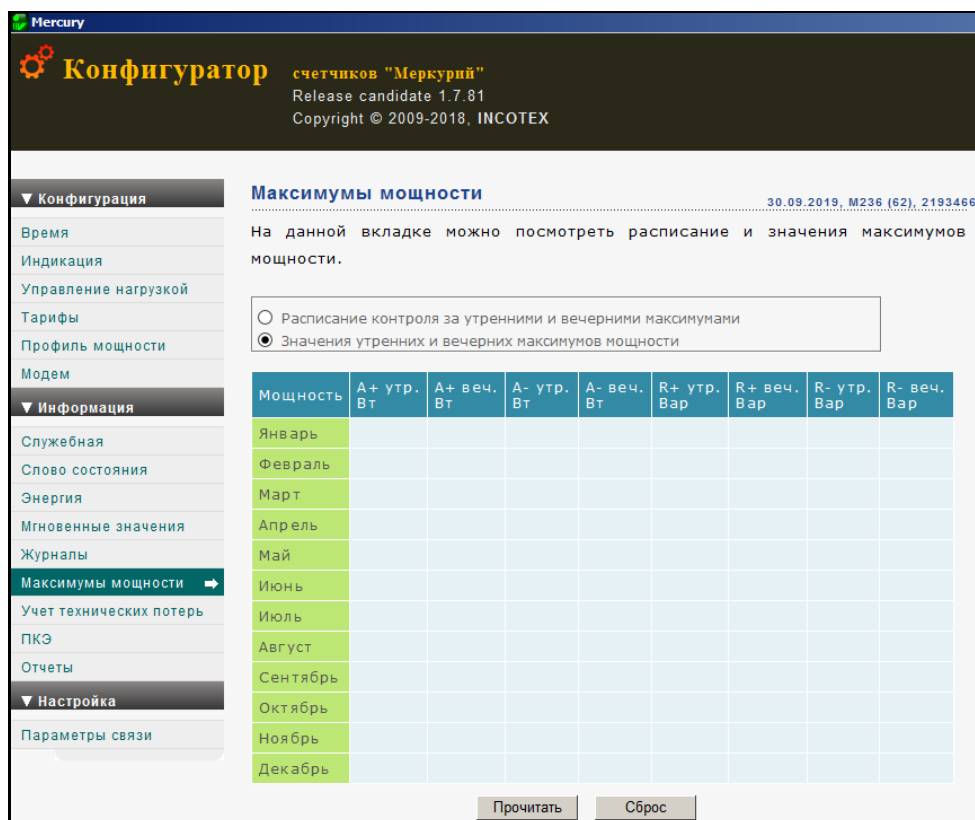 Mercury
Конфигуратор
счетчиков "Меркурий"
Release candidate 1.7.81
Copyright © 2009-2018, INCOTEX
▼ Конфигурация
Время
Индикация
Управление нагрузкой
Тарифы
Профиль мощности
Модем
▼ Информация
Служебная
Слово состояния
Энергия
Мгновенные значения
Журналы
Максимумы мощности
Учет технических потерь
ПКЭ
Отчеты
▼ Настройка
Параметры связи
Максимумы мощности
30.09.2019, М236 (62), 2193466
На данной вкладке можно посмотреть расписание и значения максимумов
мощности.
Расписание контроля за утренними и вечерними максимумами
Значения утренних и вечерних максимумов мощности
Мощность A+ утр. Вт A+ веч. Вт A- утр. Вт A- веч. Вт R+ утр. Вар R+ веч. Вар R- утр. Вар R- веч. Вар
Январь
Февраль
Март
Апрель
Май
Июнь
Июль
Август
Сентябрь
Октябрь
Ноябрь
Декабрь
Прочитать Сброс